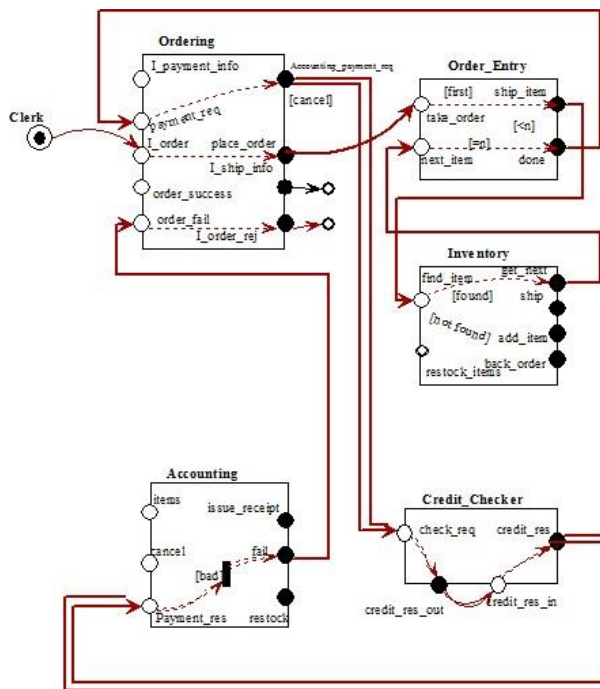 Ordering
I_payment_info
Accounting_payment_req
[cancel]
payment_req
Clerk
I_order
place_order
I_ship_info
order_success
order_fail
I_order_rej
Order_Entry
[first]
ship_item
take_order
[<n]
[=n]
next_item
done
Inventory
find_item
get_next
[found]
ship
[not found]
add_item
back_order
restock_items
Accounting
items
issue_receipt
cancel
fail
[bad]
Payment_res
restock
Credit_Checker
check_req
credit_res
credit_res_out
credit_res_in